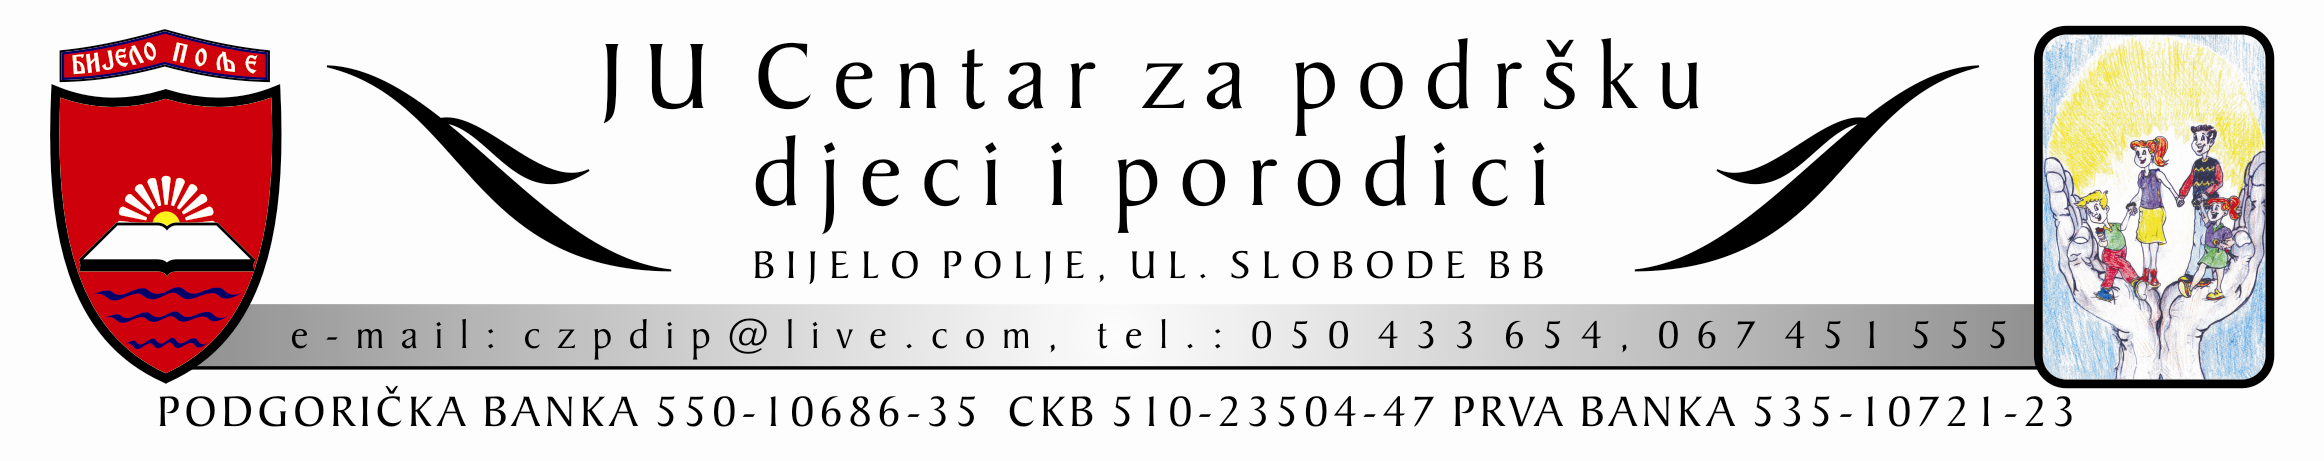 БИЈЕЛО ПОЉЕ
JU Centar za podršku
djeci i porodici
BIJELO POLJE, UL. SLOBODE BB
e-mail: czpdip@live.com, tel.: 050 433 654, 067 451 555
PODGORIČKA BANKA 550-10686-35 CKB 510-23504-47 PRVA BANKA 535-10721-23